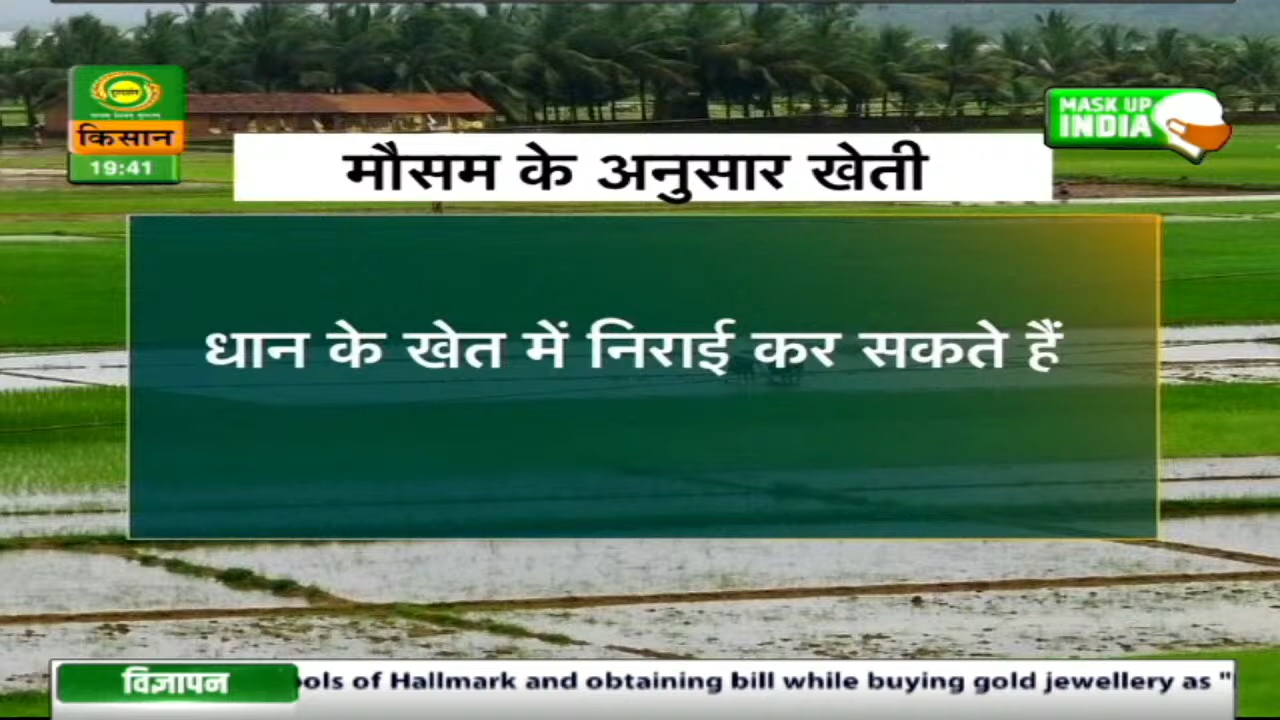 किसान
19:41
MASK UP
INDIA
मौसम के अनुसार खेती
धान के खेत में निराई कर सकते हैं
विज्ञापन
ols of Hallmark and obtaining bill while buying gold jewellery as "